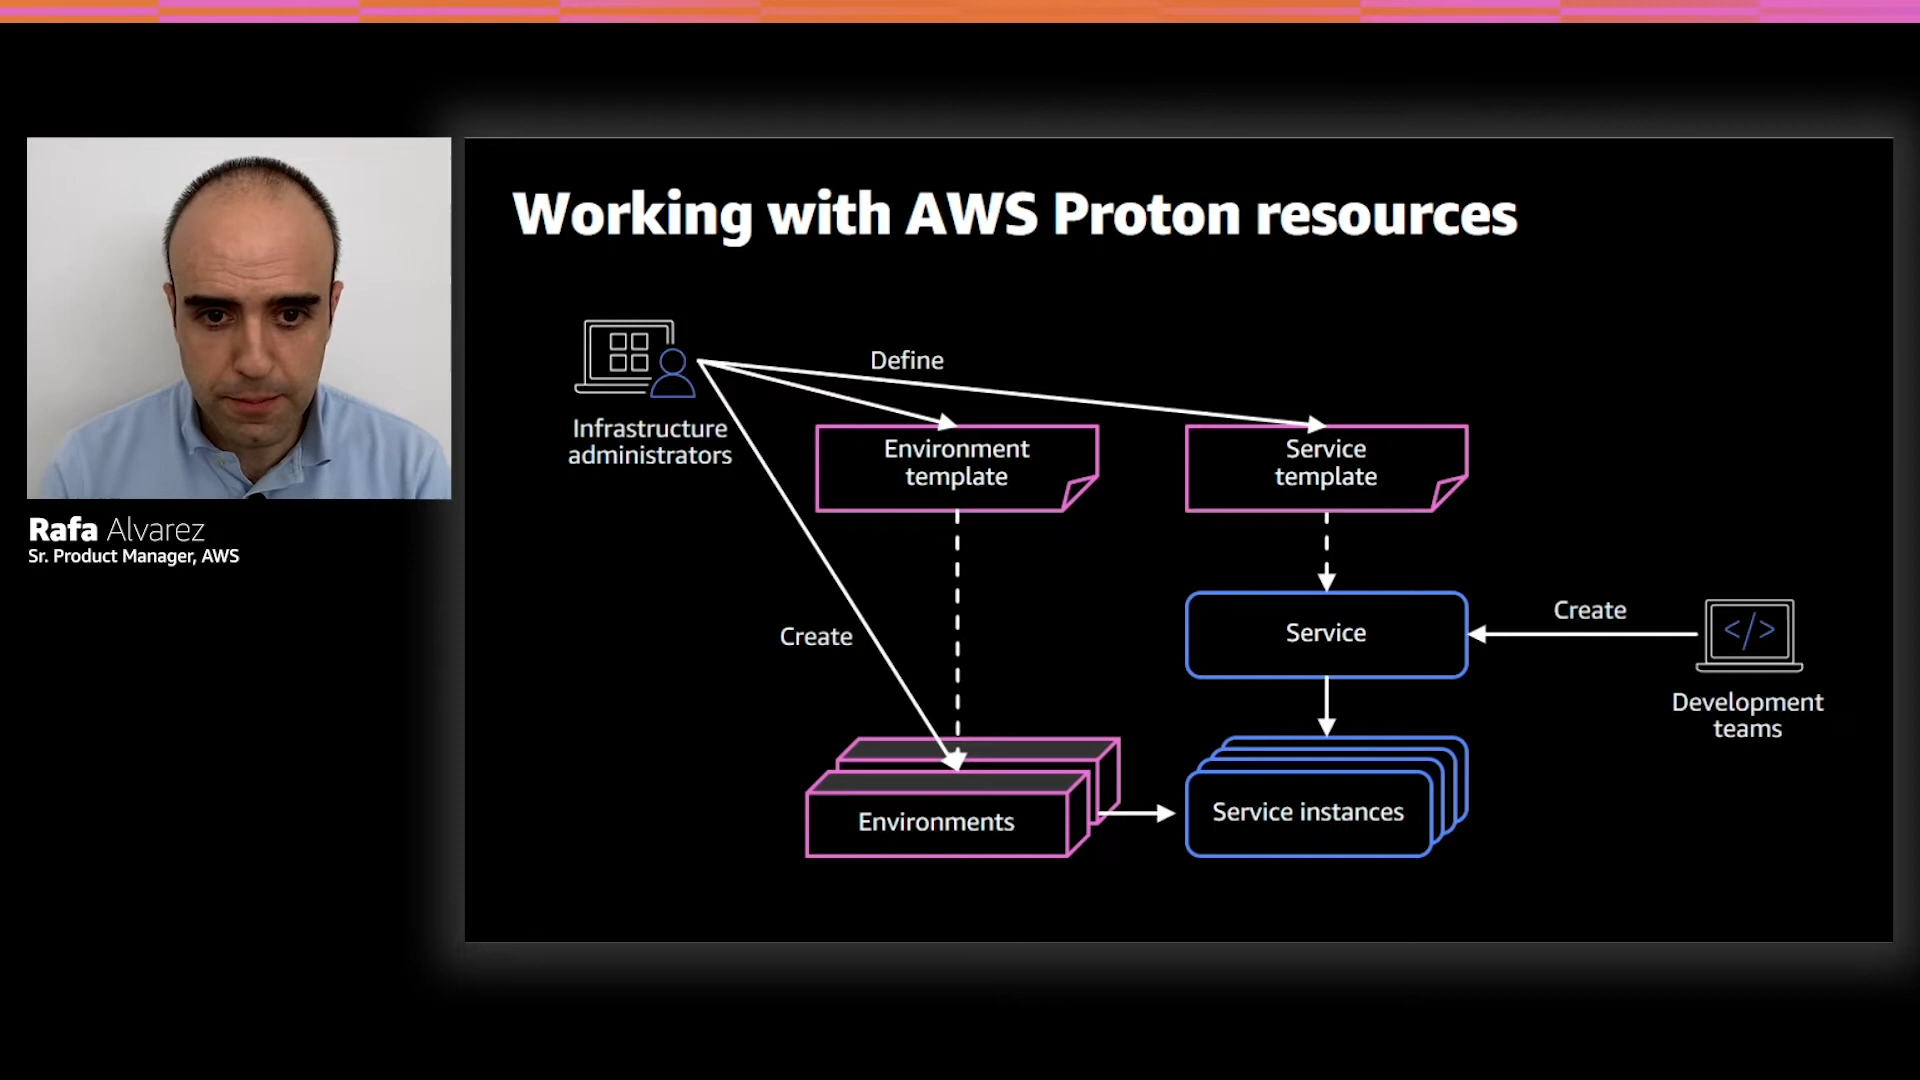 Working with AWS Proton resources
Define
Infrastructure
administrators
Environment
template
Service
template
Rafa Alvarez
Sr. Product Manager, AWS
Create
Service
Create
</>
Development
teams
Environments
Service instances